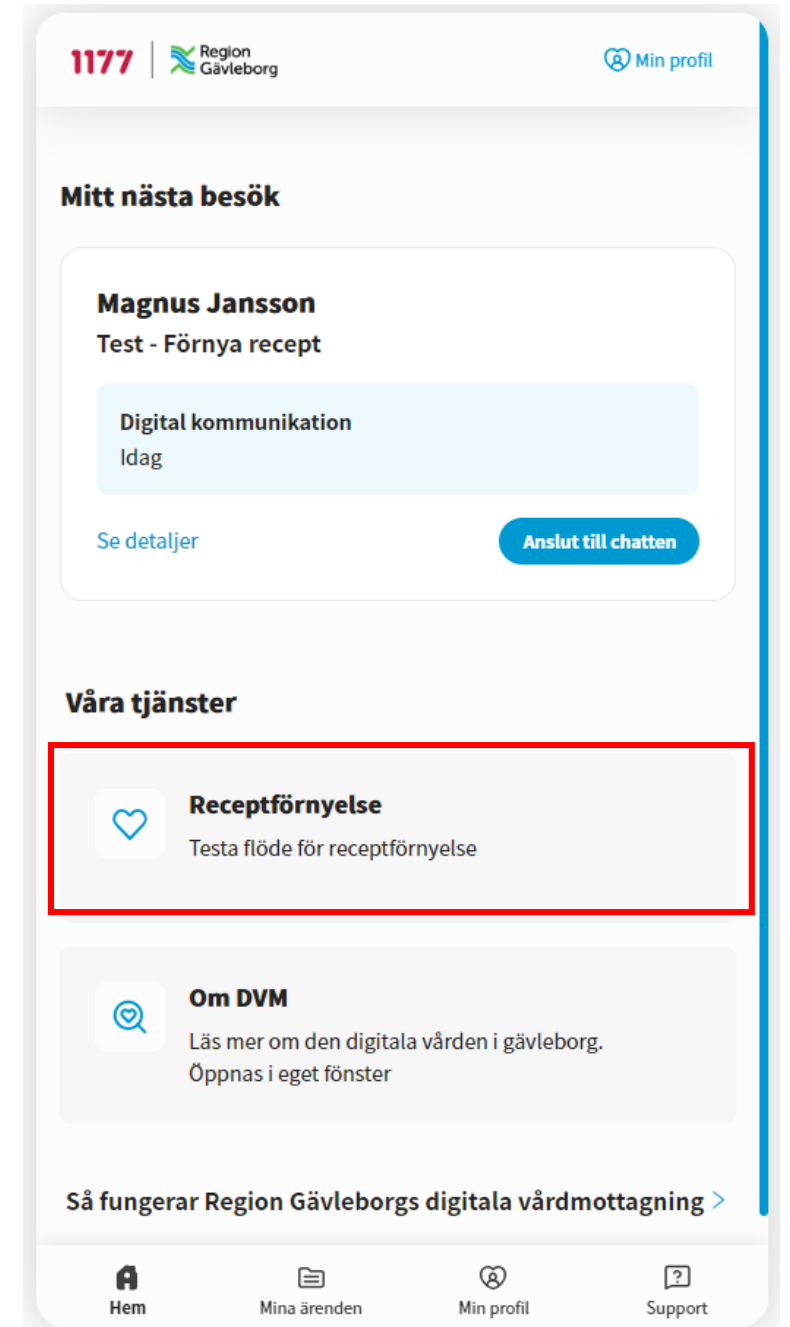 1177 Region
Gävleborg
Min profil
Mitt nästa besök
Magnus Jansson
Test - Förnya recept
Digital kommunikation
Idag
Se detaljer
Anslut till chatten
Våra tjänster
Receptförnyelse
Testa flöde för receptförnyelse
Om DVM
Läs mer om den digitala vården i gävleborg.
Öppnas i eget fönster
Så fungerar Region Gävleborgs digitala vårdmottagning >
Hem
Mina ärenden
Min profil
Support